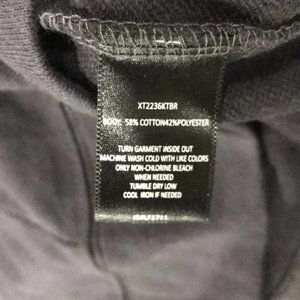 XT2236KTBR
BODY: 58% COTTON42%POLYESTER
TURN GARMENT INSIDE OUT
MACHINE WASH COLD WITH LIKE COLORS
ONLY NON-CHLORINE BLEACH
WHEN NEEDED
TUMBLE DRY LOW
COOL IRON IF NEEDED